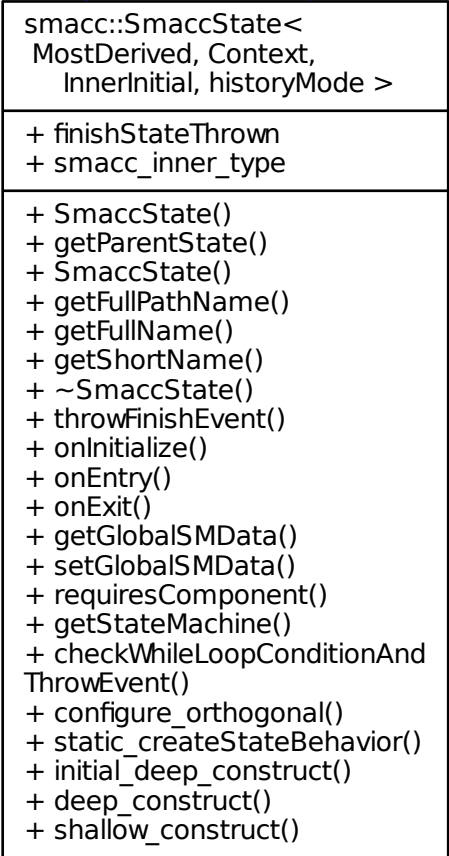 smacc::SmaccState<
MostDerived, Context,
InnerInitial, historyMode >
+ finishStateThrown
+ smacc_inner_type
+ SmaccState()
+ getParentState()
+ SmaccState()
+ getFullPathName()
+ getFullName()
+ getShortName()
+ ~SmaccState()
+ throwFinishEvent()
+ onInitialize()
+ onEntry()
+ onExit()
+ getGlobalSMData()
+ setGlobalSMData()
+ requiresComponent()
+ getStateMachine()
+ checkWhileLoopConditionAnd
ThrowEvent()
+ configure_orthogonal()
+ static_createStateBehavior()
+ initial_deep_construct()
+ deep_construct()
+ shallow_construct()